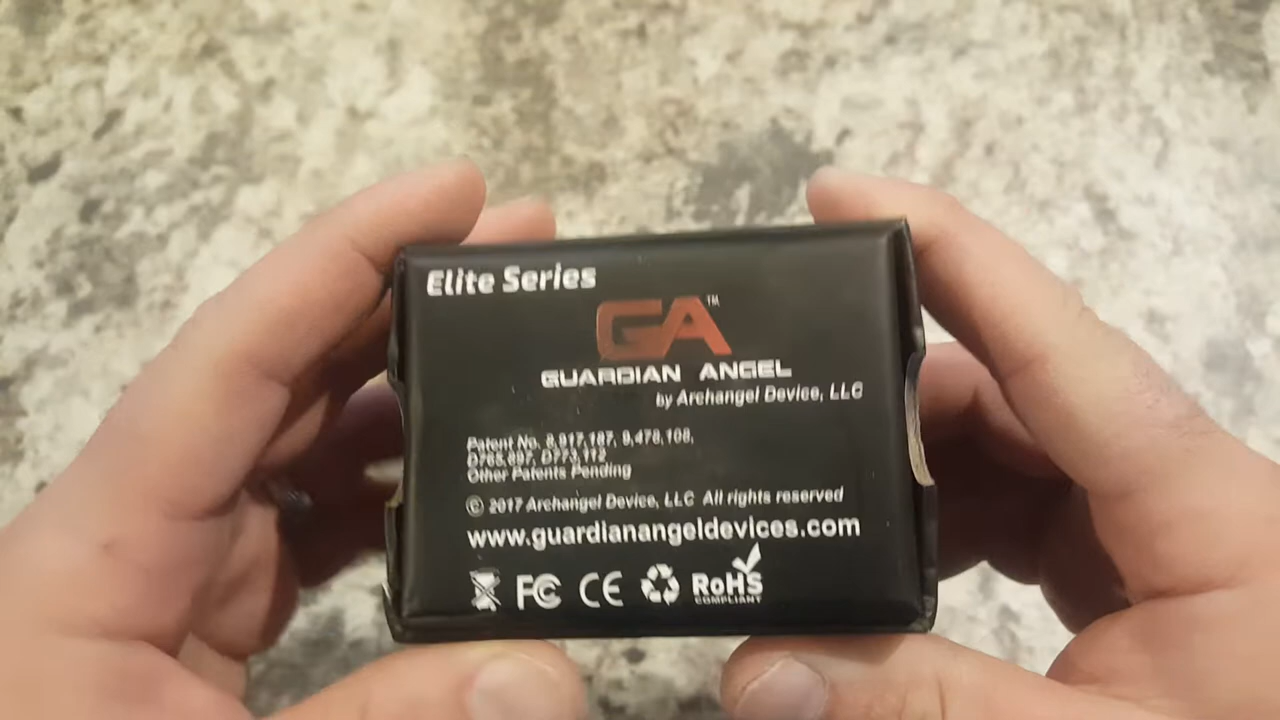 Elite Series
GA™
GUARDIAN ANGEL
by Archangel Device, LLC
Patent No. 8,917,187, 9,478,108,
D765,897, D773,112
Other Patents Pending
© 2017 Archangel Device, LLC All rights reserved
www.guardianangeldevices.com
FC CE RoHS
COMPLIANT